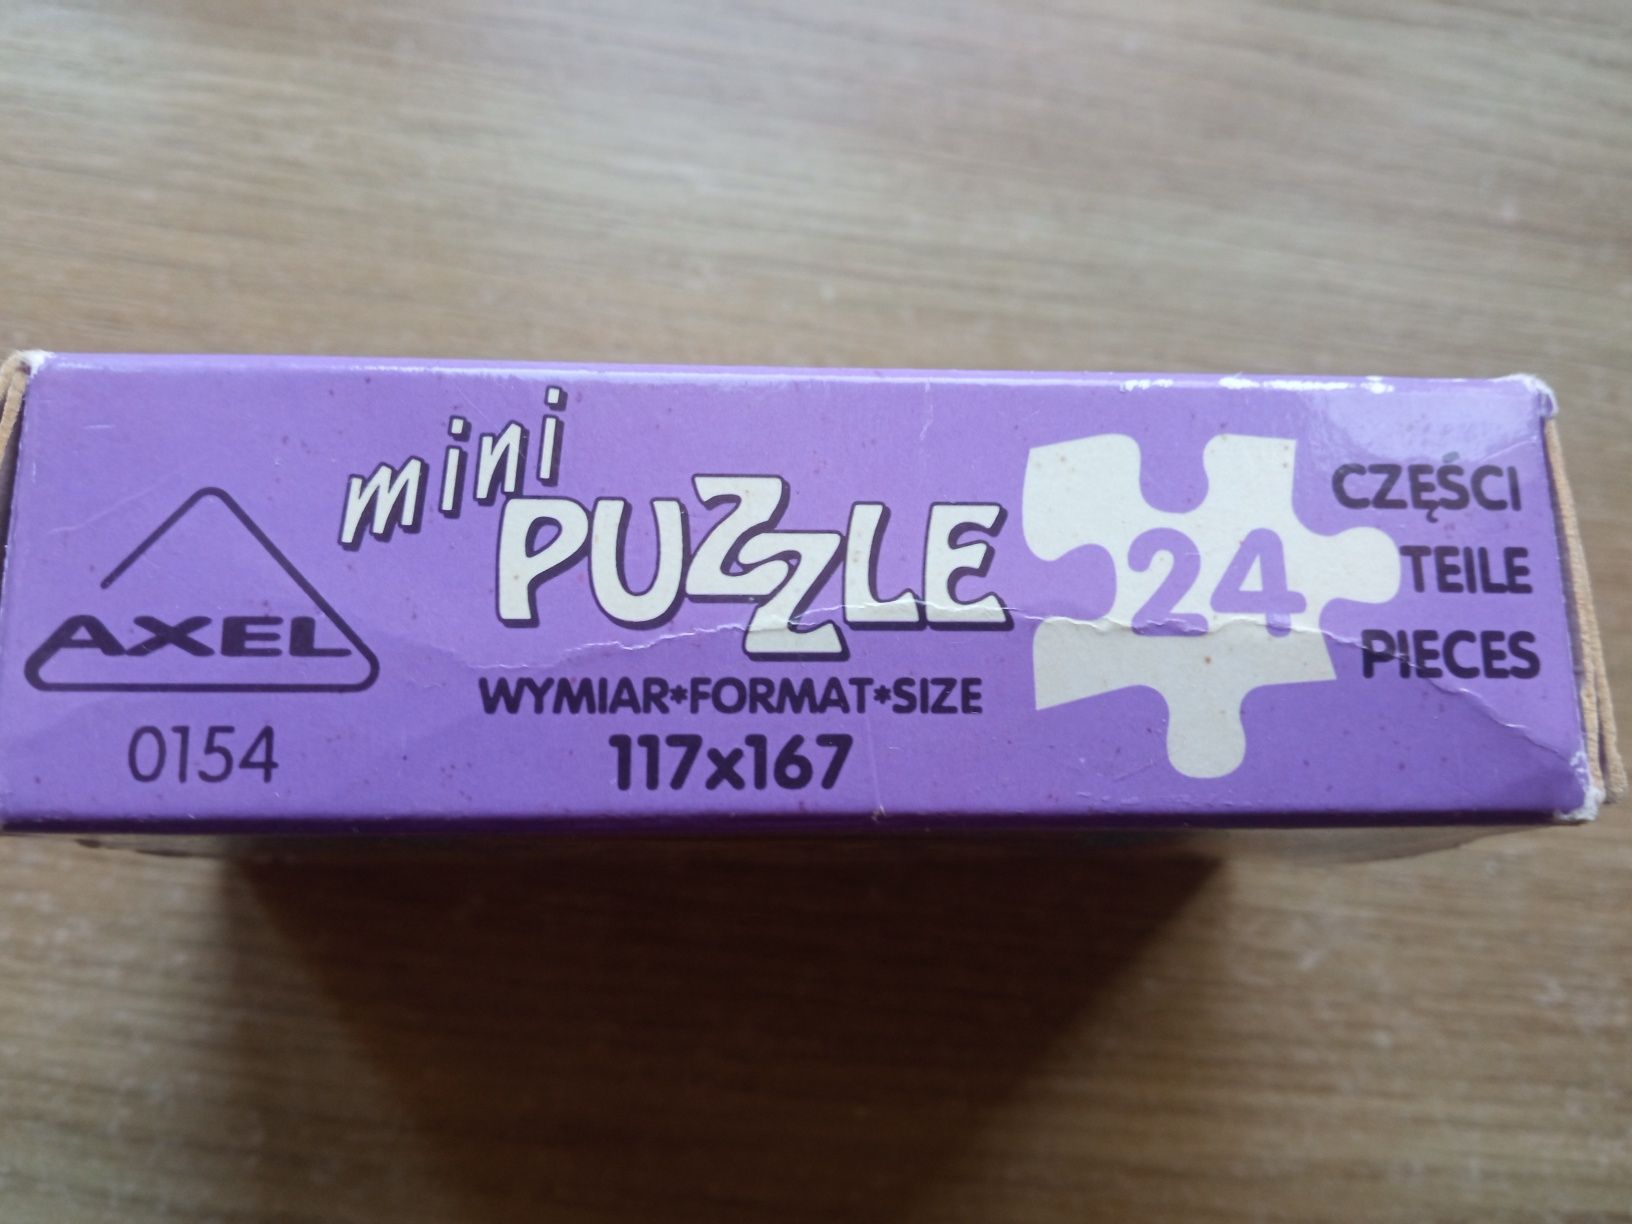 AXEL
0154
mini
PUZZLE
WYMIAR*FORMAT*SIZE
117x167
24
CZĘŚCI
TEILE
PIECES